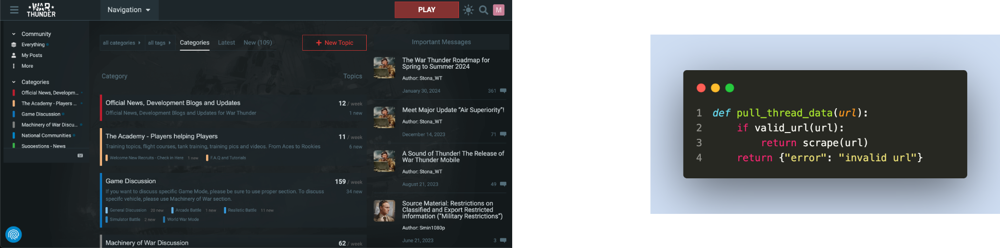 WAR
THUNDER
Navigation
PLAY
M
Community
Everything
My Posts
More
Categories
Official News, Developm...
The Academy - Players ...
Game Discussion
Machinery of War Discu...
National Communities
Suggestions - News
all categories
all tags
Categories
Latest
New (109)
+ New Topic
Category
Topics
Official News, Development Blogs and Updates
12 / week
Official News, Development Blogs and Updates for War Thunder
1 new
The Academy - Players helping Players
11 / week
Training topics, flight courses, tank training, training pics and videos. From Aces to Rookies
6 new
Welcome New Recruits - Check in Here 1 new
F.A.Q and Tutorials
Game Discussion
159 / week
If you want to discuss specific Game Mode, please be sure to use proper section. To discuss
34 new
specifc vehicle, please use Machinery of War section.
General Discussion 20 new
Arcade Battle 1 new
Realistic Battle 11 new
Simulator Battle 2 new
World War Mode
Machinery of War Discussion
62 / week
Important Messages
The War Thunder Roadmap for
Spring to Summer 2024
Author: Stona_WT
January 30, 2024
361
Meet Major Update “Air Superiority”!
Author: Stona_WT
December 14, 2023
71
A Sound of Thunder! The Release of
War Thunder Mobile
Author: Stona_WT
August 21, 2023
49
Source Material: Restrictions on
Classified and Export Restricted
information (“Military Restrictions”)
Author: Smin1080p
June 21, 2023
3
1 def pull_thread_data(url):
2 if valid_url(url):
3 return scrape(url)
4 return {"error": "invalid url"}